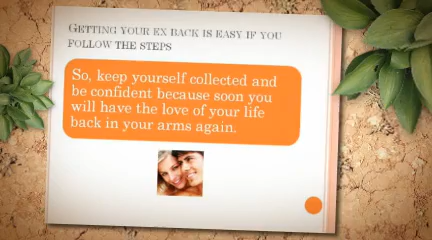 GETTING YOUR EX BACK IS EASY IF YOU
FOLLOW THE STEPS
So, keep yourself collected and
be confident because soon you
will have the love of your life
back in your arms again.